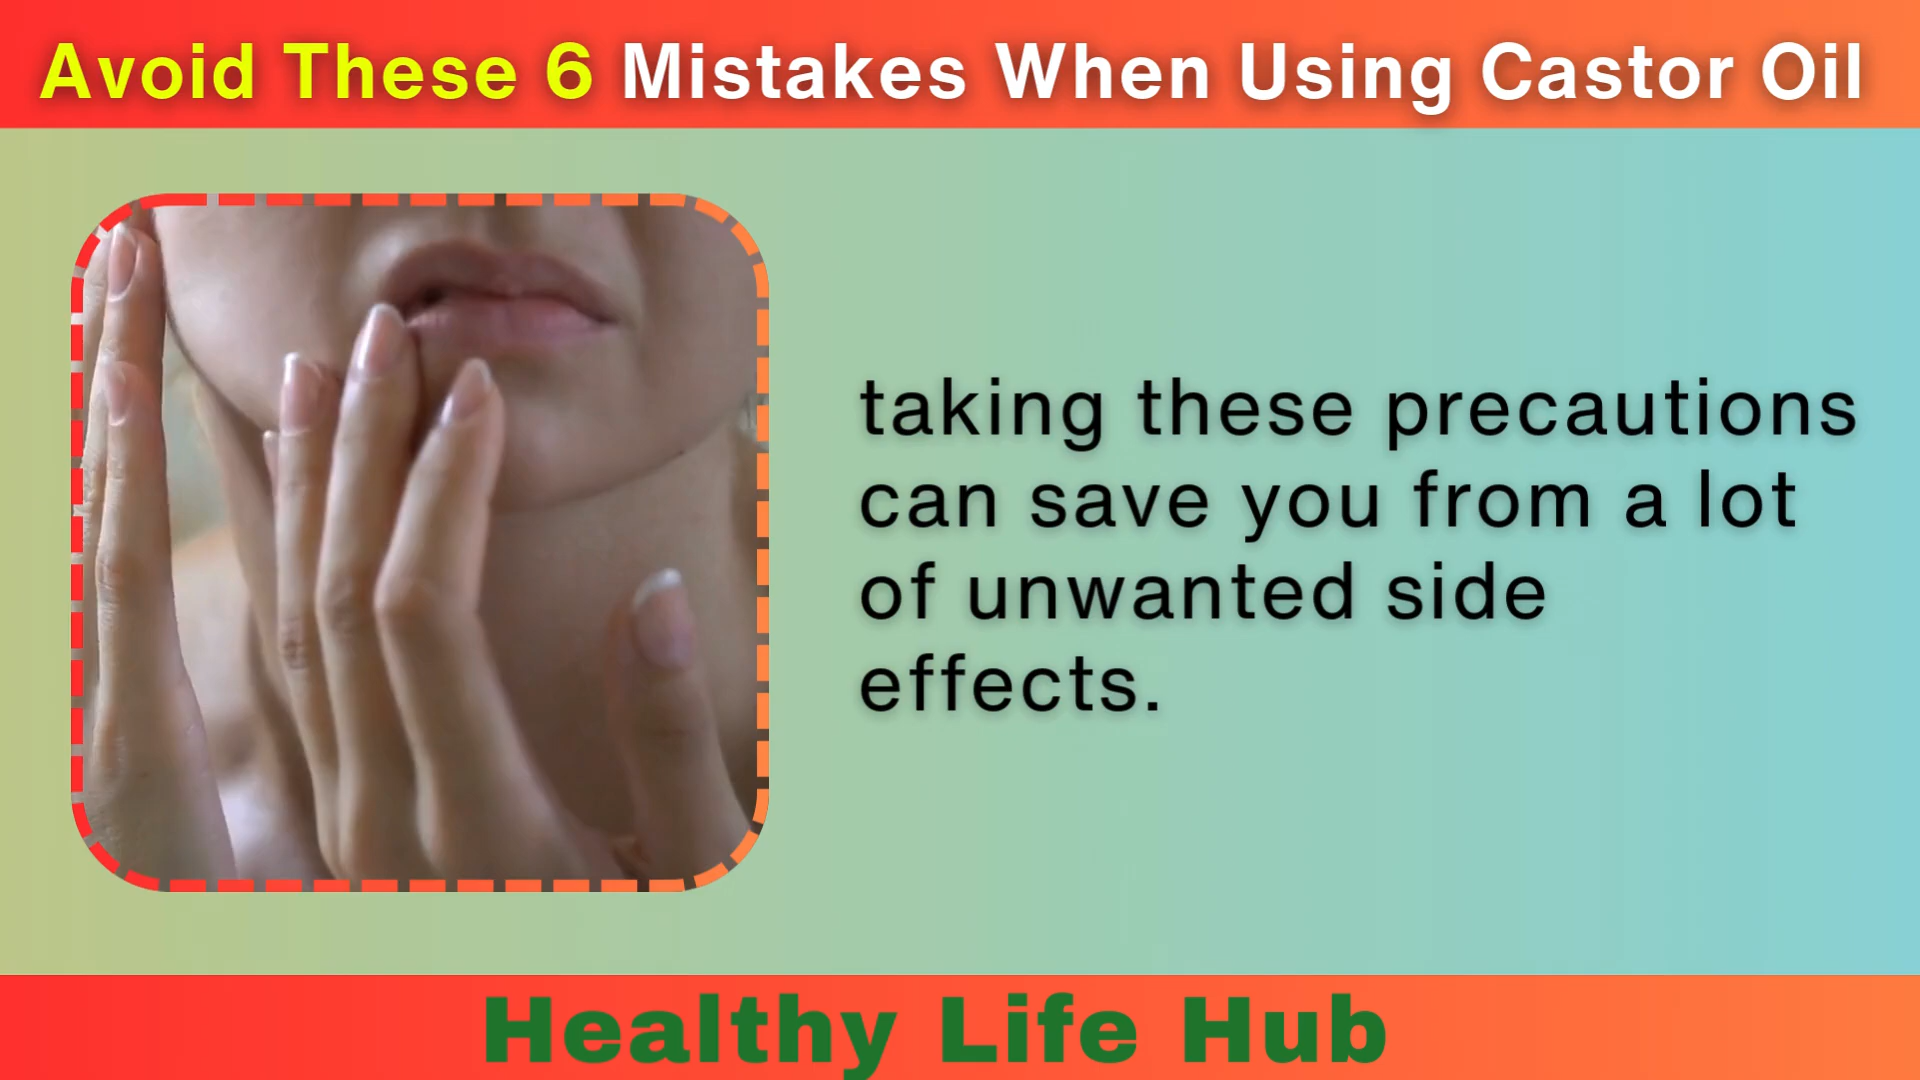 Avoid These 6 Mistakes When Using Castor Oil
taking these precautions
can save you from a lot
of unwanted side
effects.
Healthy Life Hub